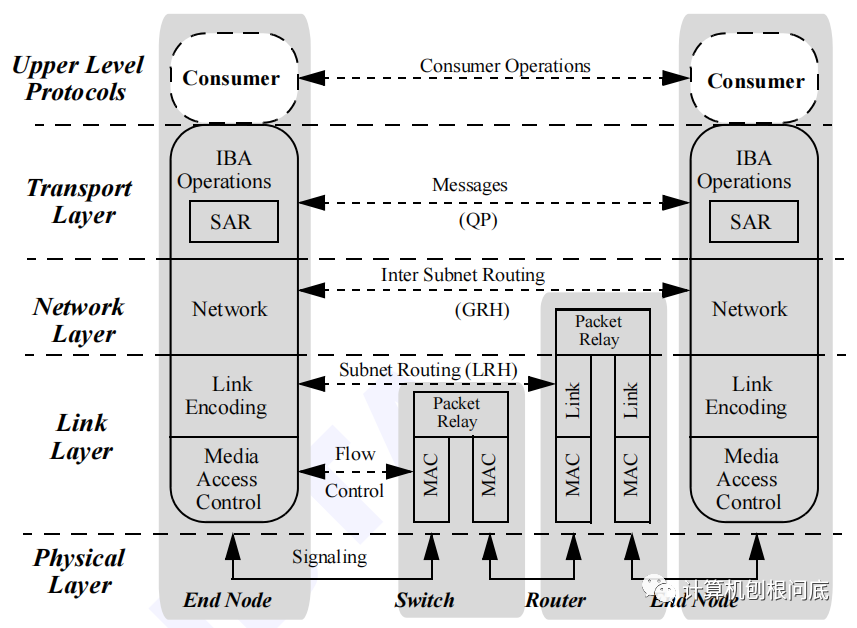 Upper Level
Protocols
Consumer
Consumer Operations
Consumer
Transport
Layer
IBA
Operations
SAR
Messages
(QP)
IBA
Operations
SAR
Network
Layer
Network
Inter Subnet Routing
(GRH)
Packet
Relay
Network
Link
Layer
Link
Encoding
Subnet Routing (LRH)
Packet
Relay
Link
Link
Link
Encoding
Media
Access
Control
Flow
Control
MAC
MAC
MAC
MAC
Media
Access
Control
Physical
Layer
Signaling
End Node
Switch
Router
End Node
计算机刨根问底